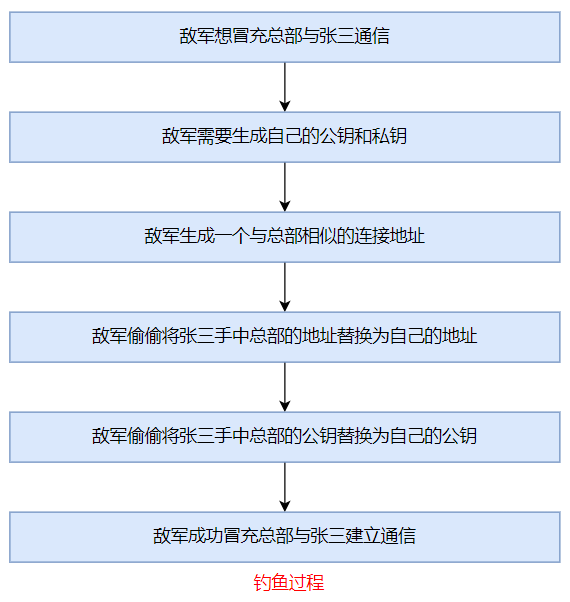 敌军想冒充总部与张三通信
敌军需要生成自己的公钥和私钥
敌军生成一个与总部相似的连接地址
敌军偷偷将张三手中总部的地址替换为自己的地址
敌军偷偷将张三手中总部的公钥替换为自己的公钥
敌军成功冒充总部与张三建立通信
钓鱼过程